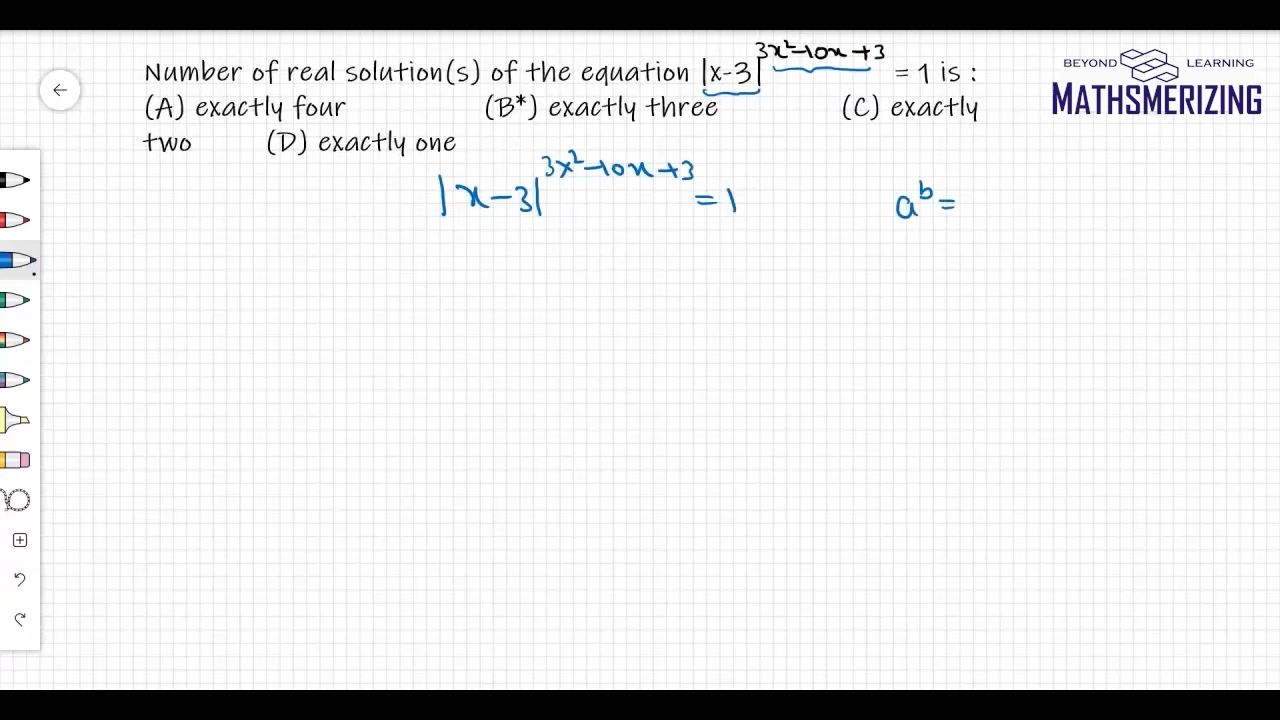 Number of real solution(s) of the equation |x-3|^{3x²-10x+3} = 1 is :
(A) exactly four (B*) exactly three (C) exactly
two (D) exactly one
BEYOND LEARNING
MATHSMERIZING
|x-3|^{3x²-10x+3} = 1
a^b =